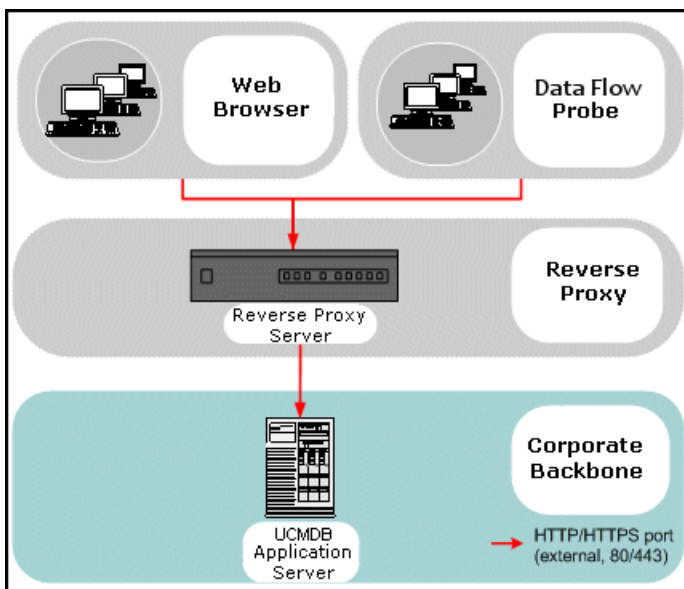 Web
Browser
Data Flow
Probe
Reverse Proxy
Server
Reverse
Proxy
Corporate
Backbone
UCMDB
Application
Server
HTTP/HTTPS port
(external, 80/443)